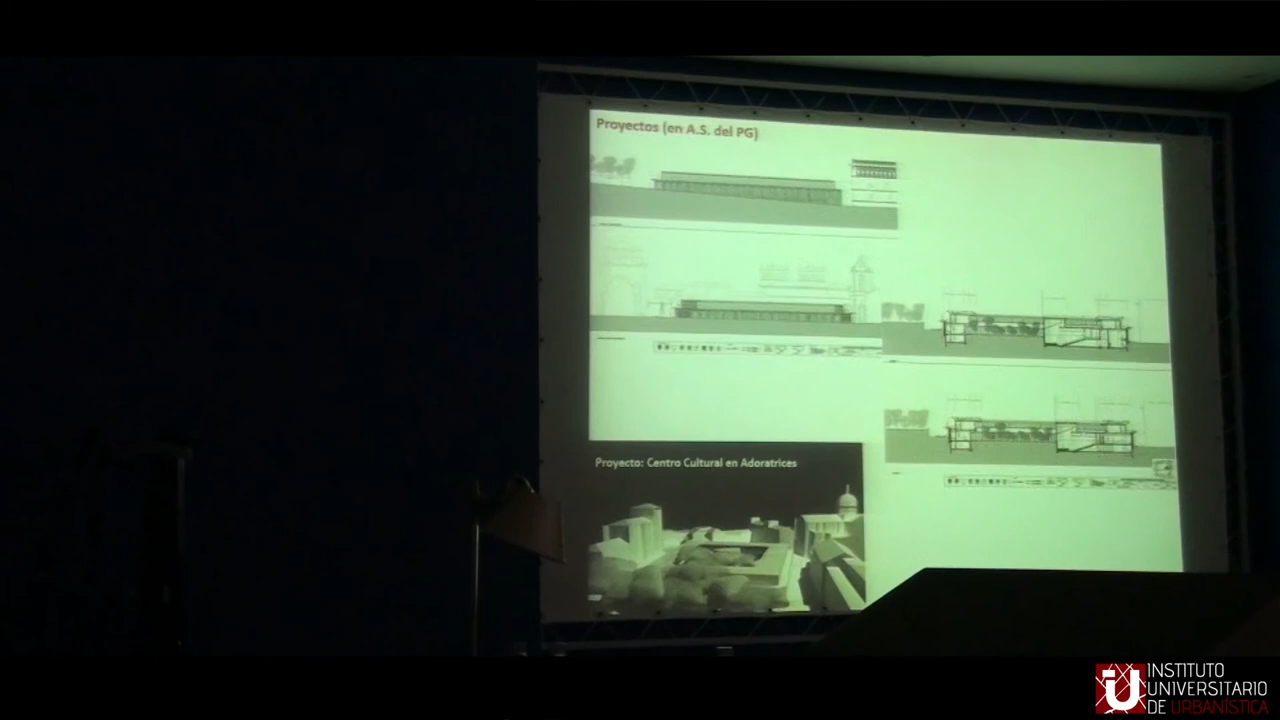 Proyectos (en A.S. del PG)
Proyecto: Centro Cultural en Adoratrices
INSTITUTO
UNIVERSITARIO
DE URBANÍSTICA